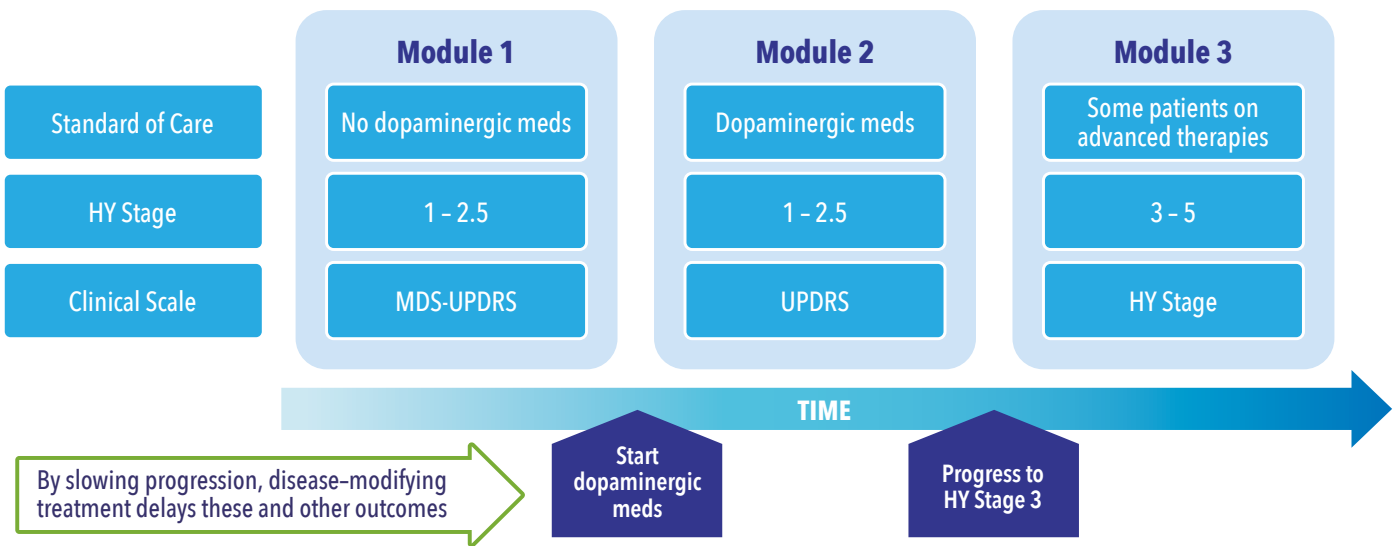 Module 1
Module 2
Module 3
Standard of Care
No dopaminergic meds
Dopaminergic meds
Some patients on
advanced therapies
HY Stage
1 – 2.5
1 – 2.5
3 – 5
Clinical Scale
MDS-UPDRS
UPDRS
HY Stage
TIME
By slowing progression, disease–modifying
treatment delays these and other outcomes
Start
dopaminergic
meds
Progress to
HY Stage 3